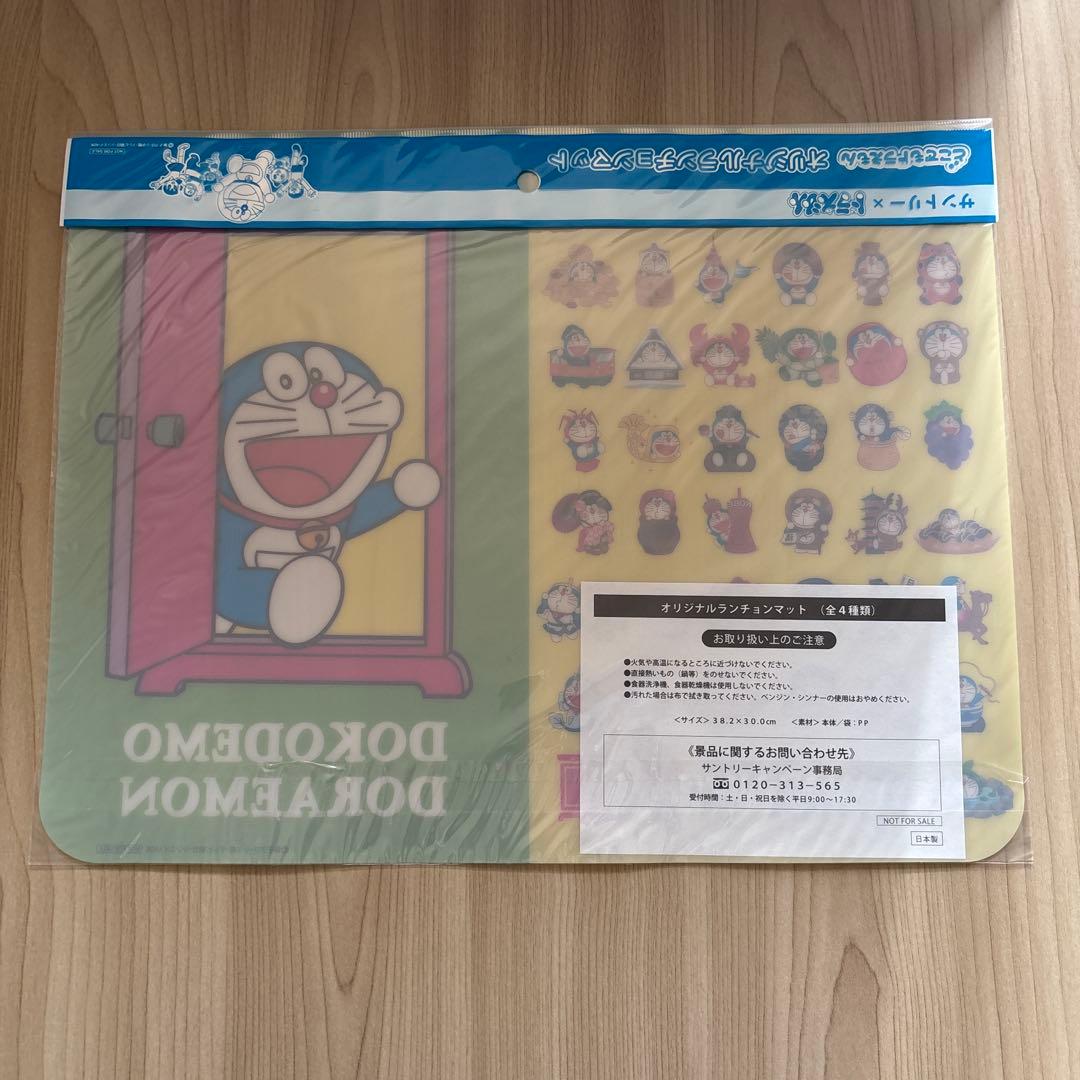 サントリー×ドラえもん
どこでもドラえもん オリジナルランチョンマット
NOT FOR SALE
DOKODEMO
DORAEMON
オリジナルランチョンマット （全4種類）
お取り扱い上のご注意
●火気や高温になるところに近づけないでください。
●直接熱いもの（鍋等）をのせないでください。
●食器洗浄機、食器乾燥機は使用しないでください。
●汚れた場合は布で拭き取ってください。ベンジン・シンナーの使用はおやめください。
＜サイズ＞38.2×30.0cm ＜素材＞本体／袋：PP
《景品に関するお問い合わせ先》
サントリーキャンペーン事務局
0120−313−565
受付時間：土・日・祝日を除く平日9:00〜17:30
NOT FOR SALE
日本製